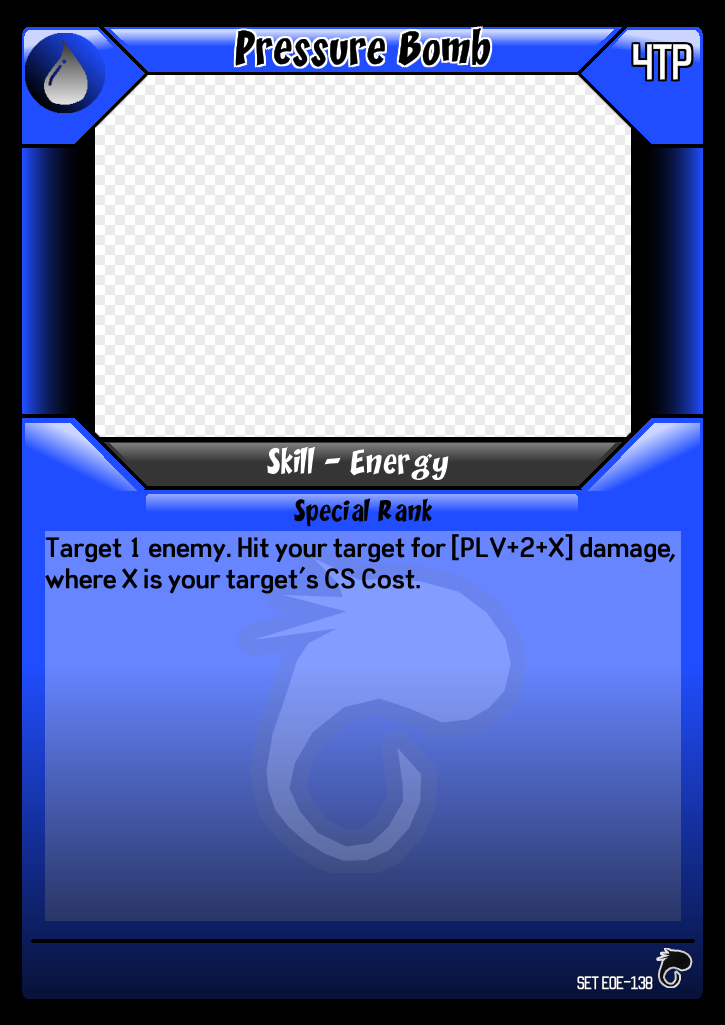 Pressure Bomb
4TP
Skill - Energy
Special Rank
Target 1 enemy. Hit your target for [PLV+2+X] damage,
where X is your target's CS Cost.
SET EOE-138